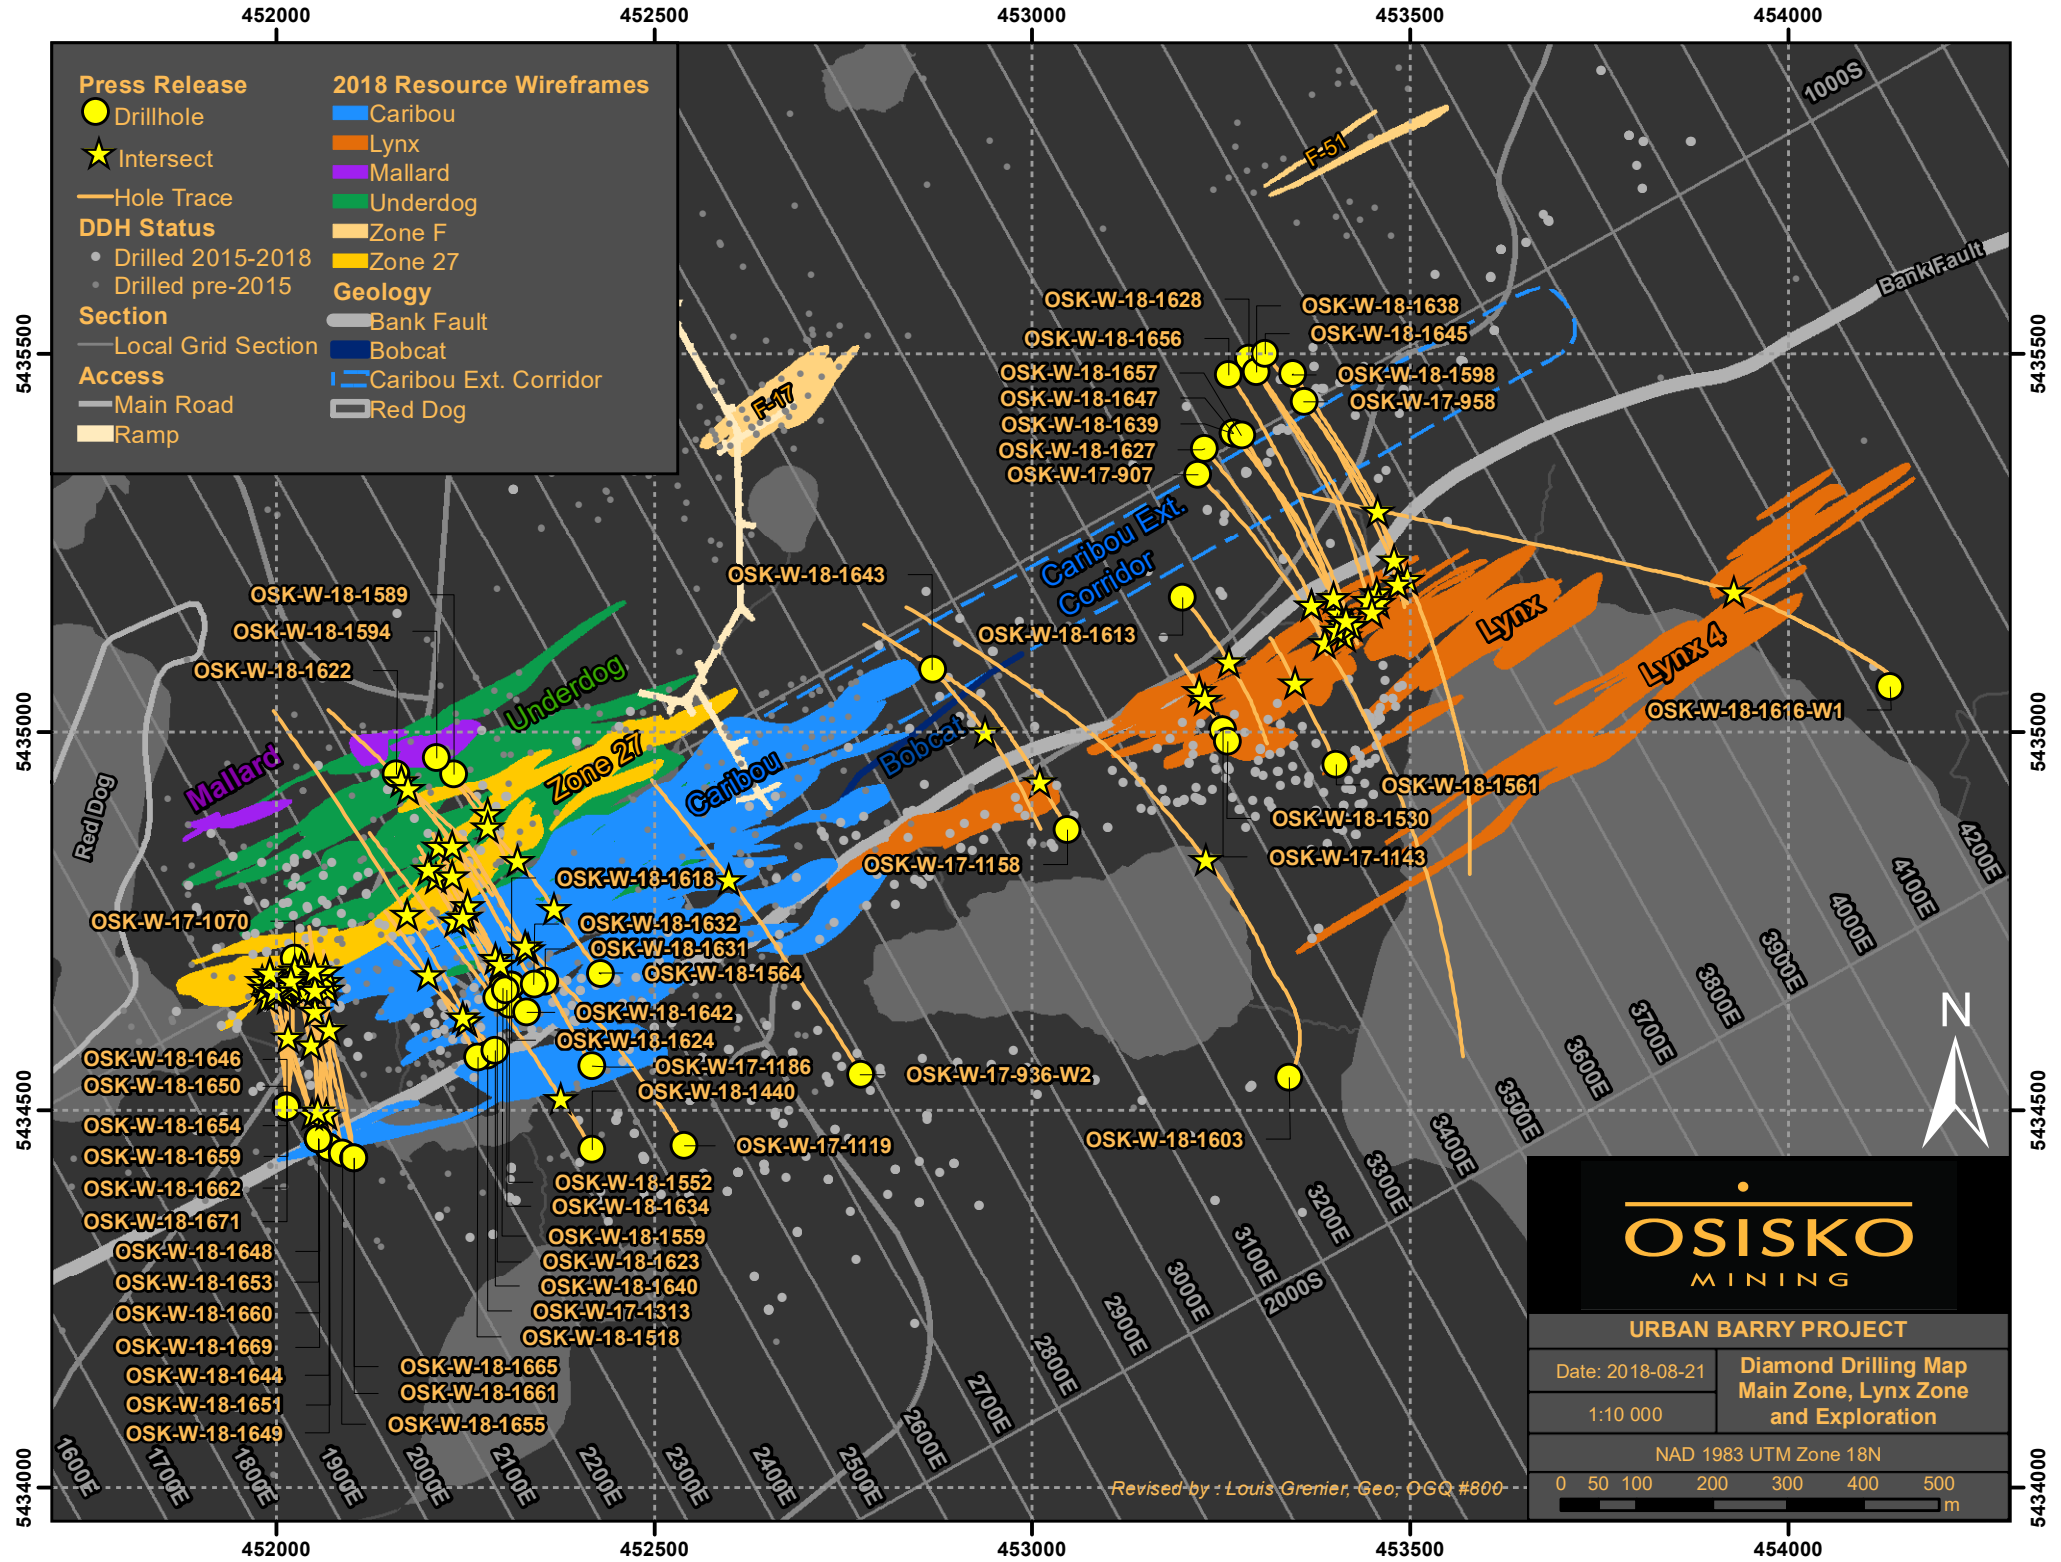 452000
452500
453000
453500
454000
Press Release
Drillhole
Intersect
Hole Trace
DDH Status
Drilled 2015-2018
Drilled pre-2015
Section
Local Grid Section
Access
Main Road
Ramp
2018 Resource Wireframes
Caribou
Lynx
Mallard
Underdog
Zone F
Zone 27
Geology
Bank Fault
Bobcat
Caribou Ext. Corridor
Red Dog
1000S
F-51
Bank Fault
5435500
5435500
OSK-W-18-1628
OSK-W-18-1638
OSK-W-18-1656
OSK-W-18-1645
OSK-W-18-1657
OSK-W-18-1598
OSK-W-18-1647
OSK-W-17-958
OSK-W-18-1639
OSK-W-18-1627
OSK-W-17-907
F-17
Caribou Ext.
Corridor
OSK-W-18-1643
OSK-W-18-1589
OSK-W-18-1594
OSK-W-18-1622
OSK-W-18-1613
Lynx
Lynx 4
Underdog
OSK-W-18-1616-W1
5435000
5435000
Mallard
Zone 27
Caribou
Bobcat
Red Dog
OSK-W-18-1561
OSK-W-18-1530
OSK-W-17-1143
OSK-W-17-1158
OSK-W-18-1618
OSK-W-17-1070
OSK-W-18-1632
OSK-W-18-1631
OSK-W-18-1564
OSK-W-18-1642
OSK-W-18-1624
OSK-W-17-1186
OSK-W-18-1440
OSK-W-17-936-W2
OSK-W-17-1119
OSK-W-18-1603
4200E
4100E
4000E
3900E
3800E
3700E
3600E
3500E
3400E
3300E
3200E
3100E
3000E
2900E
2800E
2700E
2600E
2500E
2400E
2300E
2200E
2100E
2000E
1900E
1800E
1700E
1600E
2000S
5434500
5434500
OSK-W-18-1646
OSK-W-18-1650
OSK-W-18-1654
OSK-W-18-1659
OSK-W-18-1662
OSK-W-18-1671
OSK-W-18-1648
OSK-W-18-1653
OSK-W-18-1660
OSK-W-18-1669
OSK-W-18-1644
OSK-W-18-1651
OSK-W-18-1649
OSK-W-18-1552
OSK-W-18-1634
OSK-W-18-1559
OSK-W-18-1623
OSK-W-18-1640
OSK-W-17-1313
OSK-W-18-1518
OSK-W-18-1665
OSK-W-18-1661
OSK-W-18-1655
N
OSISKO
MINING
URBAN BARRY PROJECT
Date: 2018-08-21
1:10 000
Diamond Drilling Map
Main Zone, Lynx Zone
and Exploration
NAD 1983 UTM Zone 18N
0 50 100 200 300 400 500
m
Revised by : Louis Grenier, Geo, OGQ #800
5434000
5434000
452000
452500
453000
453500
454000